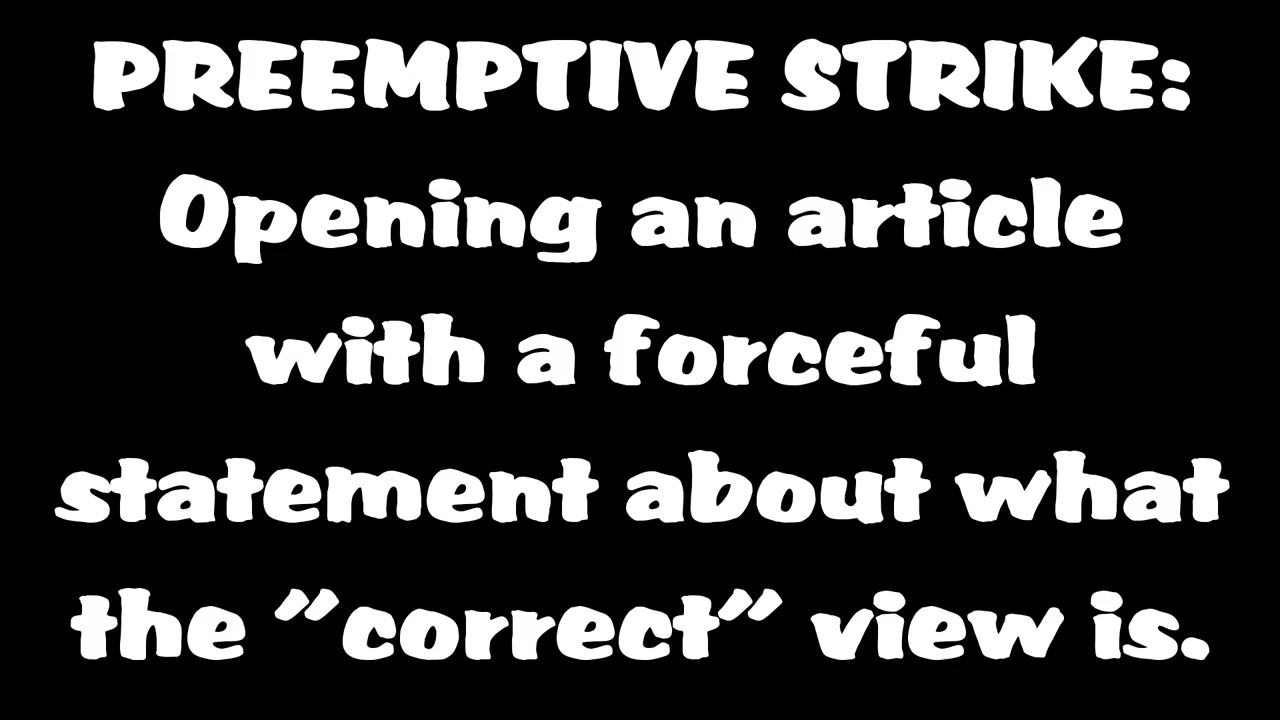 PREEMPTIVE STRIKE:
Opening an article
with a forceful
statement about what
the "correct" view is.